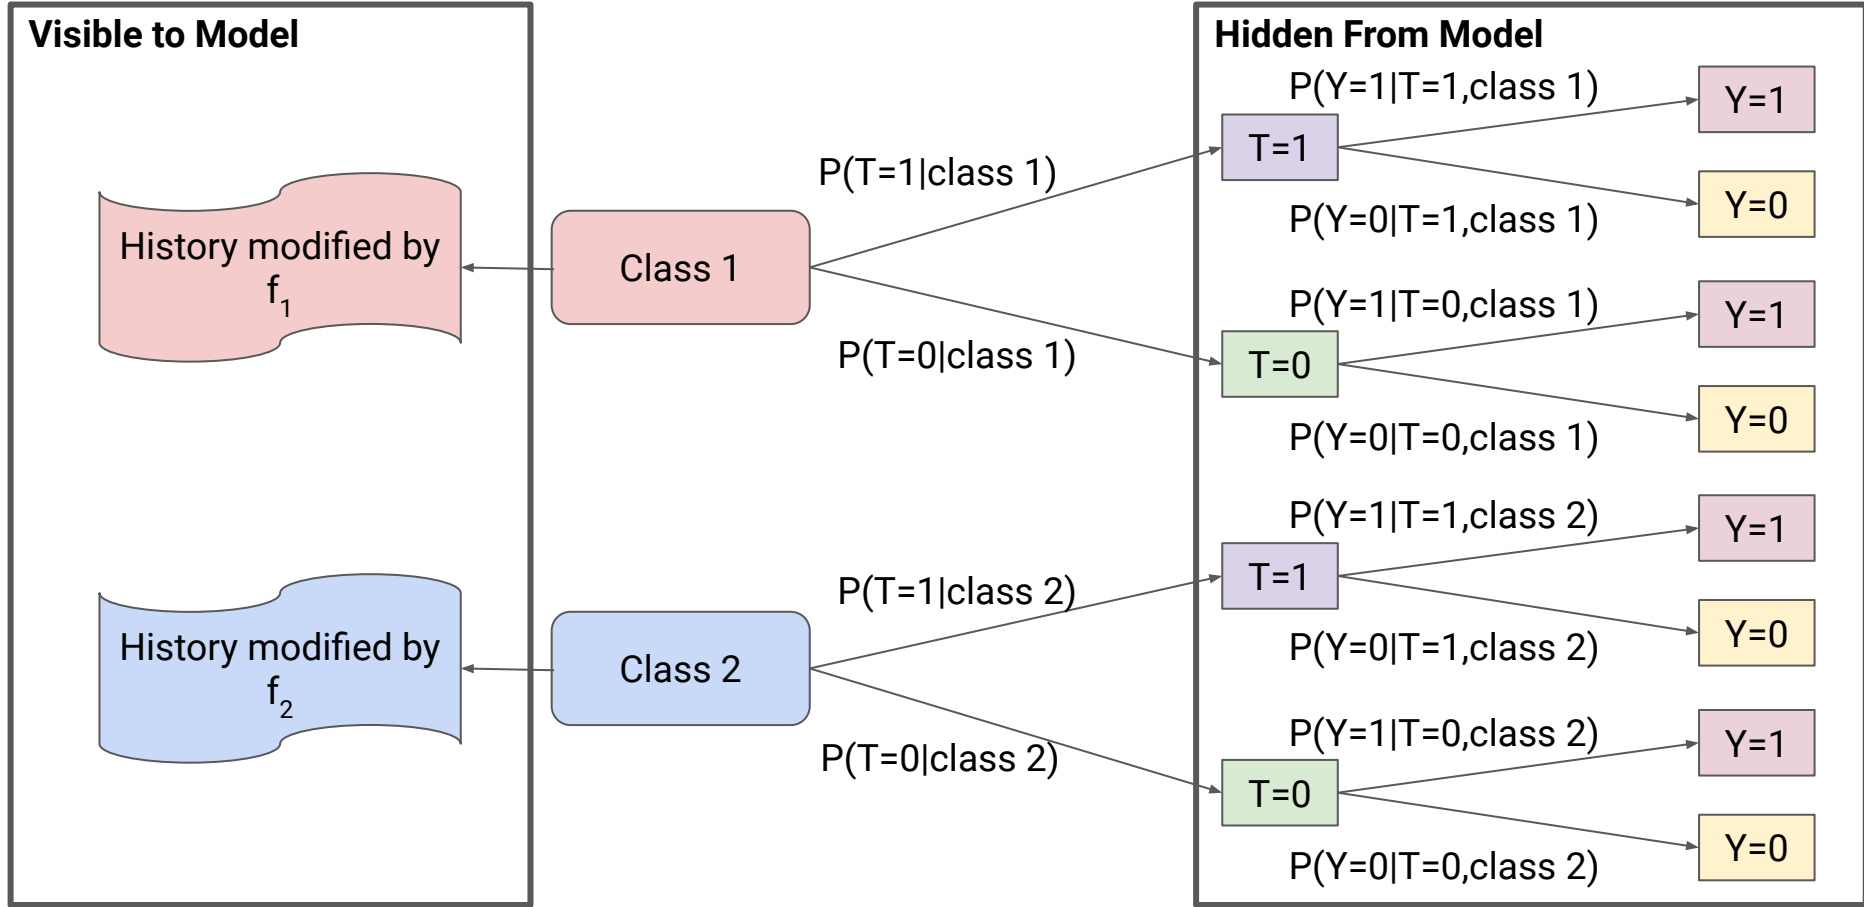 Visible to Model
History modified by
f₁
Class 1
P(T=1|class 1)
P(T=0|class 1)
History modified by
f₂
Class 2
P(T=1|class 2)
P(T=0|class 2)
Hidden From Model
P(Y=1|T=1,class 1)
Y=1
T=1
Y=0
P(Y=0|T=1,class 1)
P(Y=1|T=0,class 1)
Y=1
T=0
Y=0
P(Y=0|T=0,class 1)
P(Y=1|T=1,class 2)
Y=1
T=1
Y=0
P(Y=0|T=1,class 2)
P(Y=1|T=0,class 2)
Y=1
T=0
Y=0
P(Y=0|T=0,class 2)